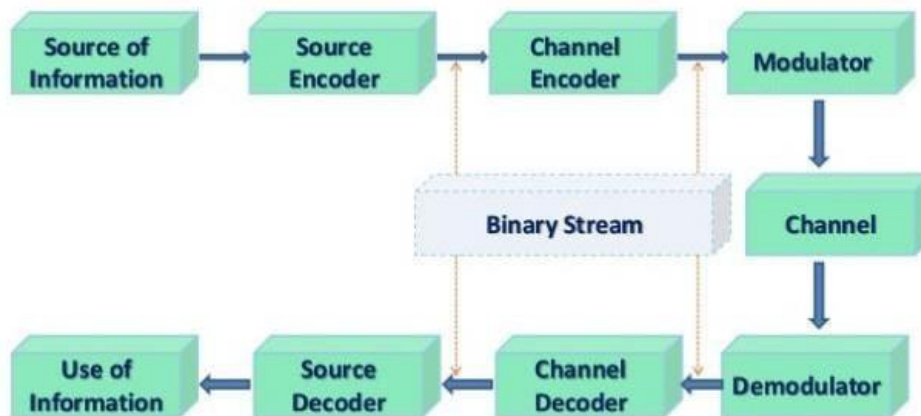 Source of
Information
Source
Encoder
Channel
Encoder
Modulator
Binary Stream
Channel
Use of
Information
Source
Decoder
Channel
Decoder
Demodulator